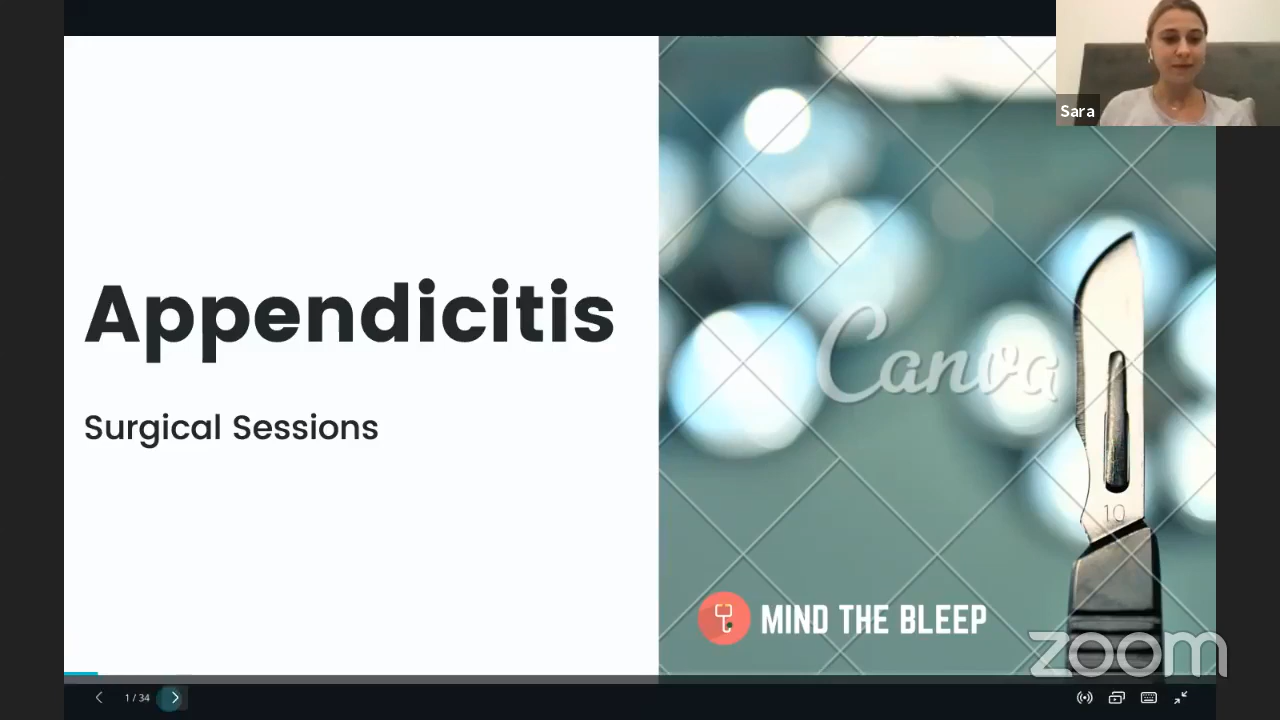 Sara
Appendicitis
Surgical Sessions
Canva
10
MIND THE BLEEP
zoom
1 / 34